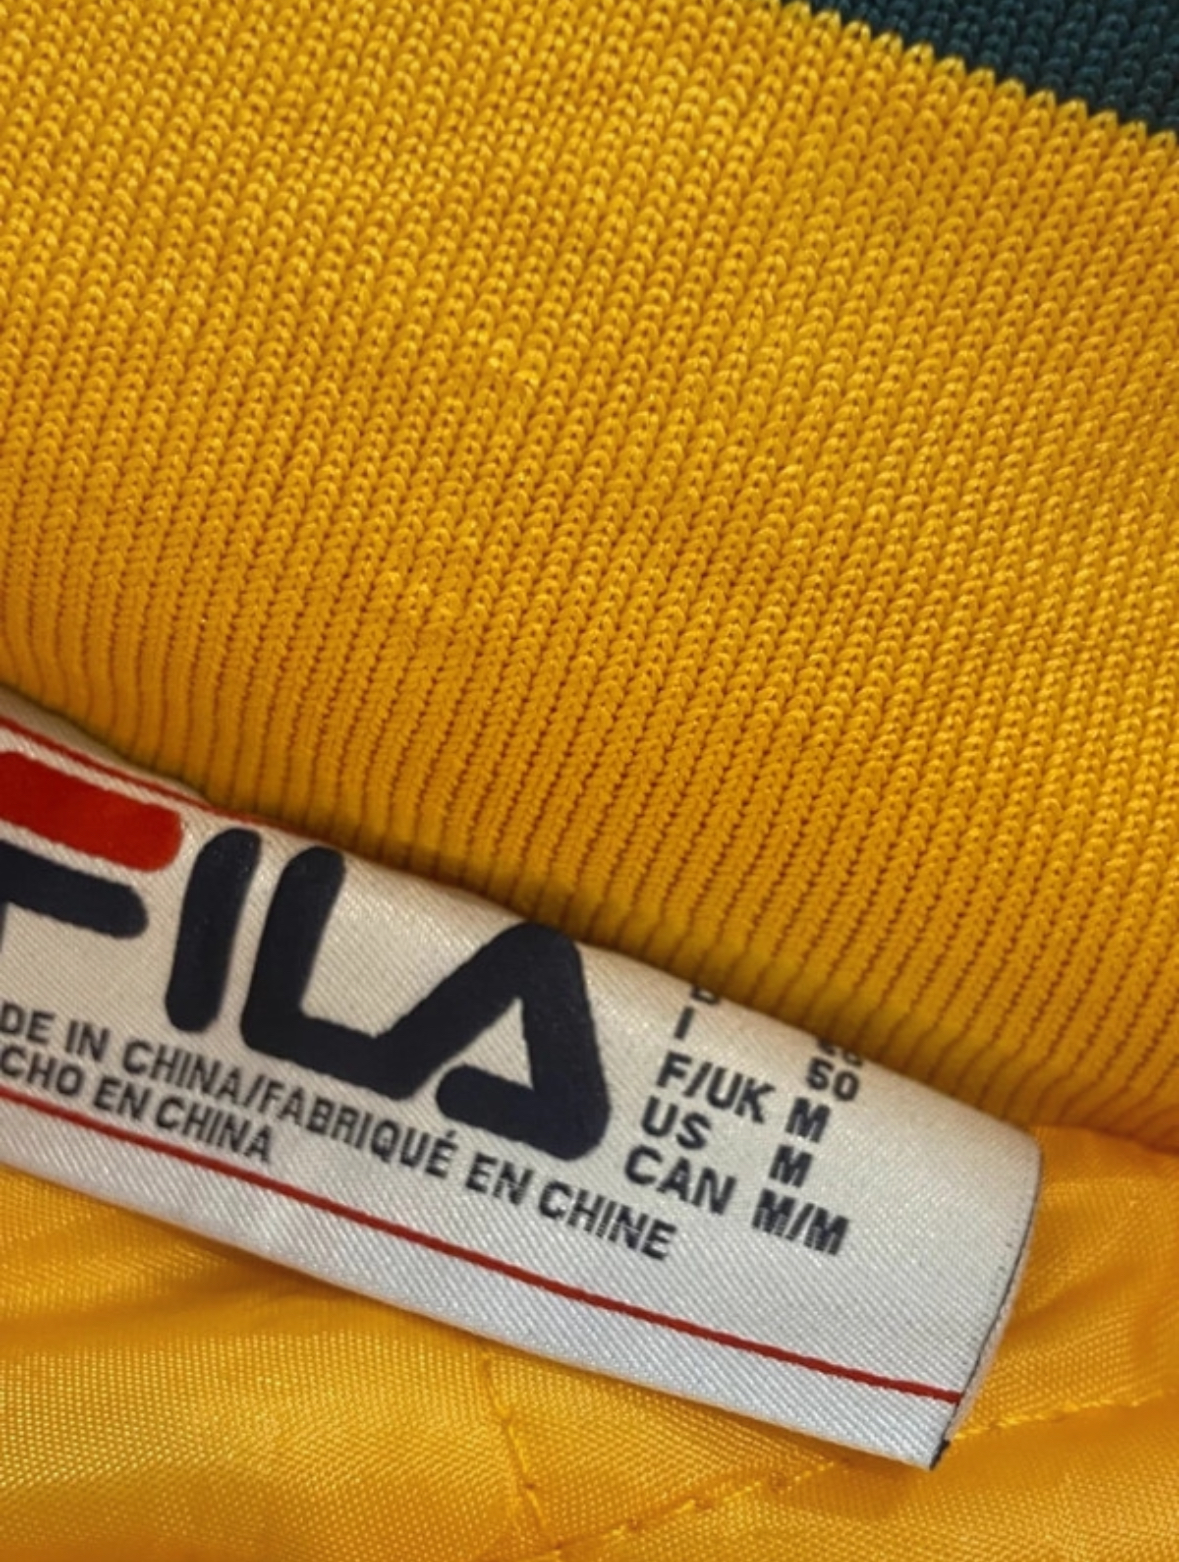 FILA
DE IN CHINA/FABRIQUÉ EN CHINE
CHO EN CHINA
D
I 50
F/UK M
US M
CAN M/M